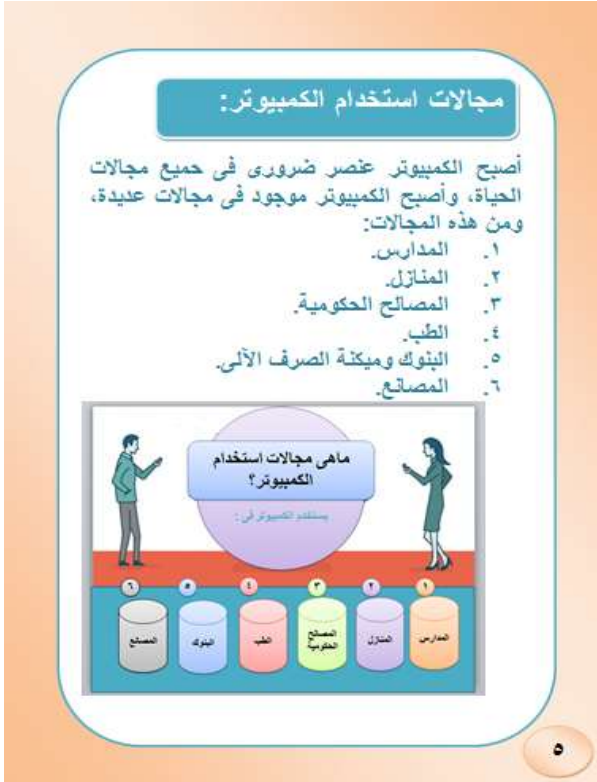 مجالات استخدام الكمبيوتر:
أصبح الكمبيوتر عنصر ضرورى فى جميع مجالات
الحياة، وأصبح الكمبيوتر موجود فى مجالات عديدة،
ومن هذه المجالات:
١. المدارس.
٢. المنازل.
٣. المصالح الحكومية.
٤. الطب.
٥. البنوك وميكنة الصرف الآلى.
٦. المصانع.
ماهى مجالات استخدام
الكمبيوتر؟
يستخدم الكمبيوتر فى :
١ ٢ ٣ ٤ ٥ ٦
المدارس المنازل المصالح الحكومية الطب البنوك المصانع
٥